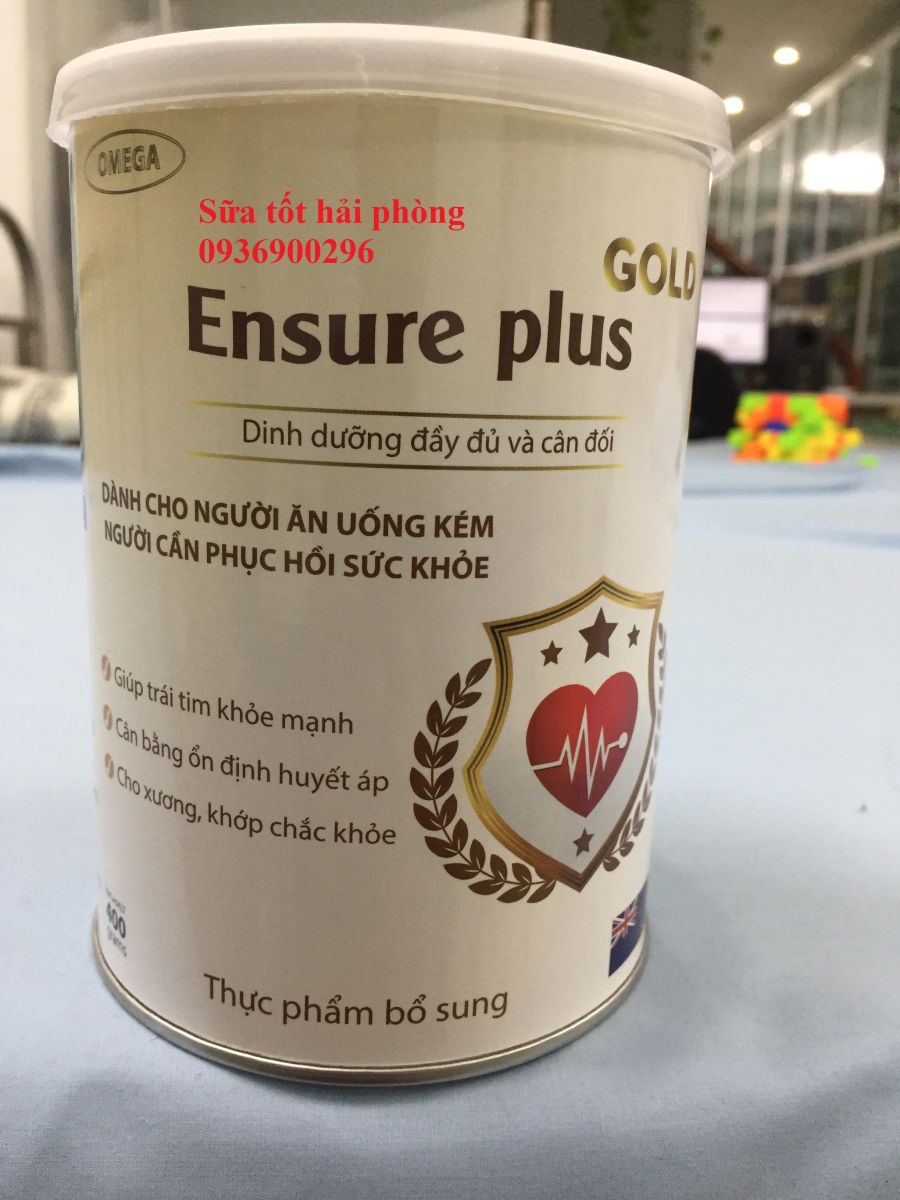 OMEGA
Sữa tốt hải phòng
0936900296
GOLD
Ensure plus
Dinh dưỡng đầy đủ và cân đối
DÀNH CHO NGƯỜI ĂN UỐNG KÉM
NGƯỜI CẦN PHỤC HỒI SỨC KHỎE
Giúp trái tim khỏe mạnh
Cân bằng ổn định huyết áp
Cho xương, khớp chắc khỏe
400
grams
Thực phẩm bổ sung